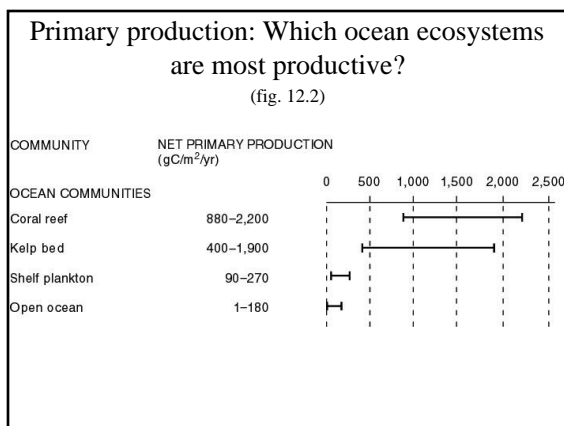 Primary production: Which ocean ecosystems
are most productive?
(fig. 12.2)
COMMUNITY NET PRIMARY PRODUCTION
(gC/m²/yr)
OCEAN COMMUNITIES 0 500 1,000 1,500 2,000 2,500
Coral reef 880–2,200
Kelp bed 400–1,900
Shelf plankton 90–270
Open ocean 1–180